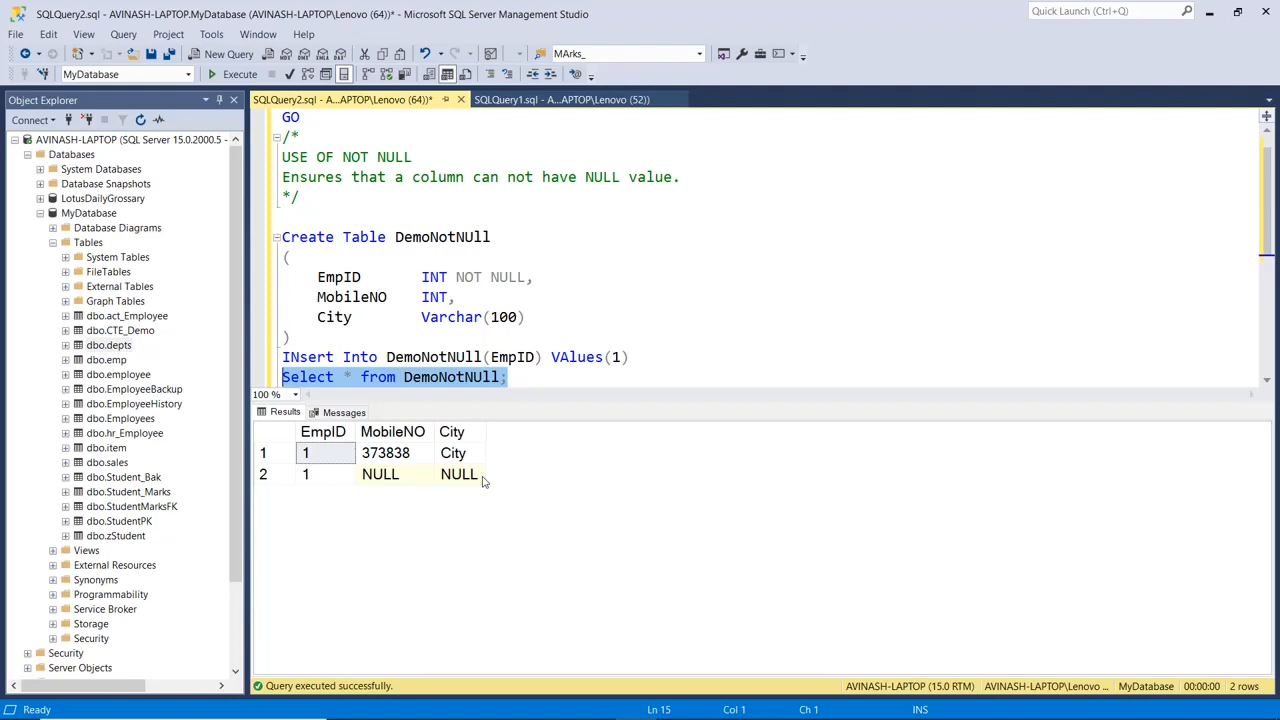 SQLQuery2.sql - AVINASH-LAPTOP.MyDatabase (AVINASH-LAPTOP\Lenovo (64))* - Microsoft SQL Server Management Studio
Quick Launch (Ctrl+Q)
File Edit View Query Project Tools Window Help
New Query MDX DMX XMLA DAX MArks_
MyDatabase Execute
Object Explorer
SQLQuery2.sql - A...APTOP\Lenovo (64))* SQLQuery1.sql - A...APTOP\Lenovo (52))
Connect
AVINASH-LAPTOP (SQL Server 15.0.2000.5 -
Databases
System Databases
Database Snapshots
LotusDailyGrossary
MyDatabase
Database Diagrams
Tables
System Tables
FileTables
External Tables
Graph Tables
dbo.act_Employee
dbo.CTE_Demo
dbo.depts
dbo.emp
dbo.employee
dbo.EmployeeBackup
dbo.EmployeeHistory
dbo.Employees
dbo.hr_Employee
dbo.item
dbo.sales
dbo.Student_Bak
dbo.Student_Marks
dbo.StudentMarksFK
dbo.StudentPK
dbo.zStudent
Views
External Resources
Synonyms
Programmability
Service Broker
Storage
Security
Security
Server Objects
GO
/*
USE OF NOT NULL
Ensures that a column can not have NULL value.
*/
Create Table DemoNotNUll
(
EmpID INT NOT NULL,
MobileNO INT,
City Varchar(100)
)
INsert Into DemoNotNUll(EmpID) VAlues(1)
Select * from DemoNotNUll;
100 %
Results Messages
EmpID MobileNO City
1 1 373838 City
2 1 NULL NULL
Query executed successfully. AVINASH-LAPTOP (15.0 RTM) AVINASH-LAPTOP\Lenovo ... MyDatabase 00:00:00 2 rows
Ready Ln 15 Col 1 Ch 1 INS